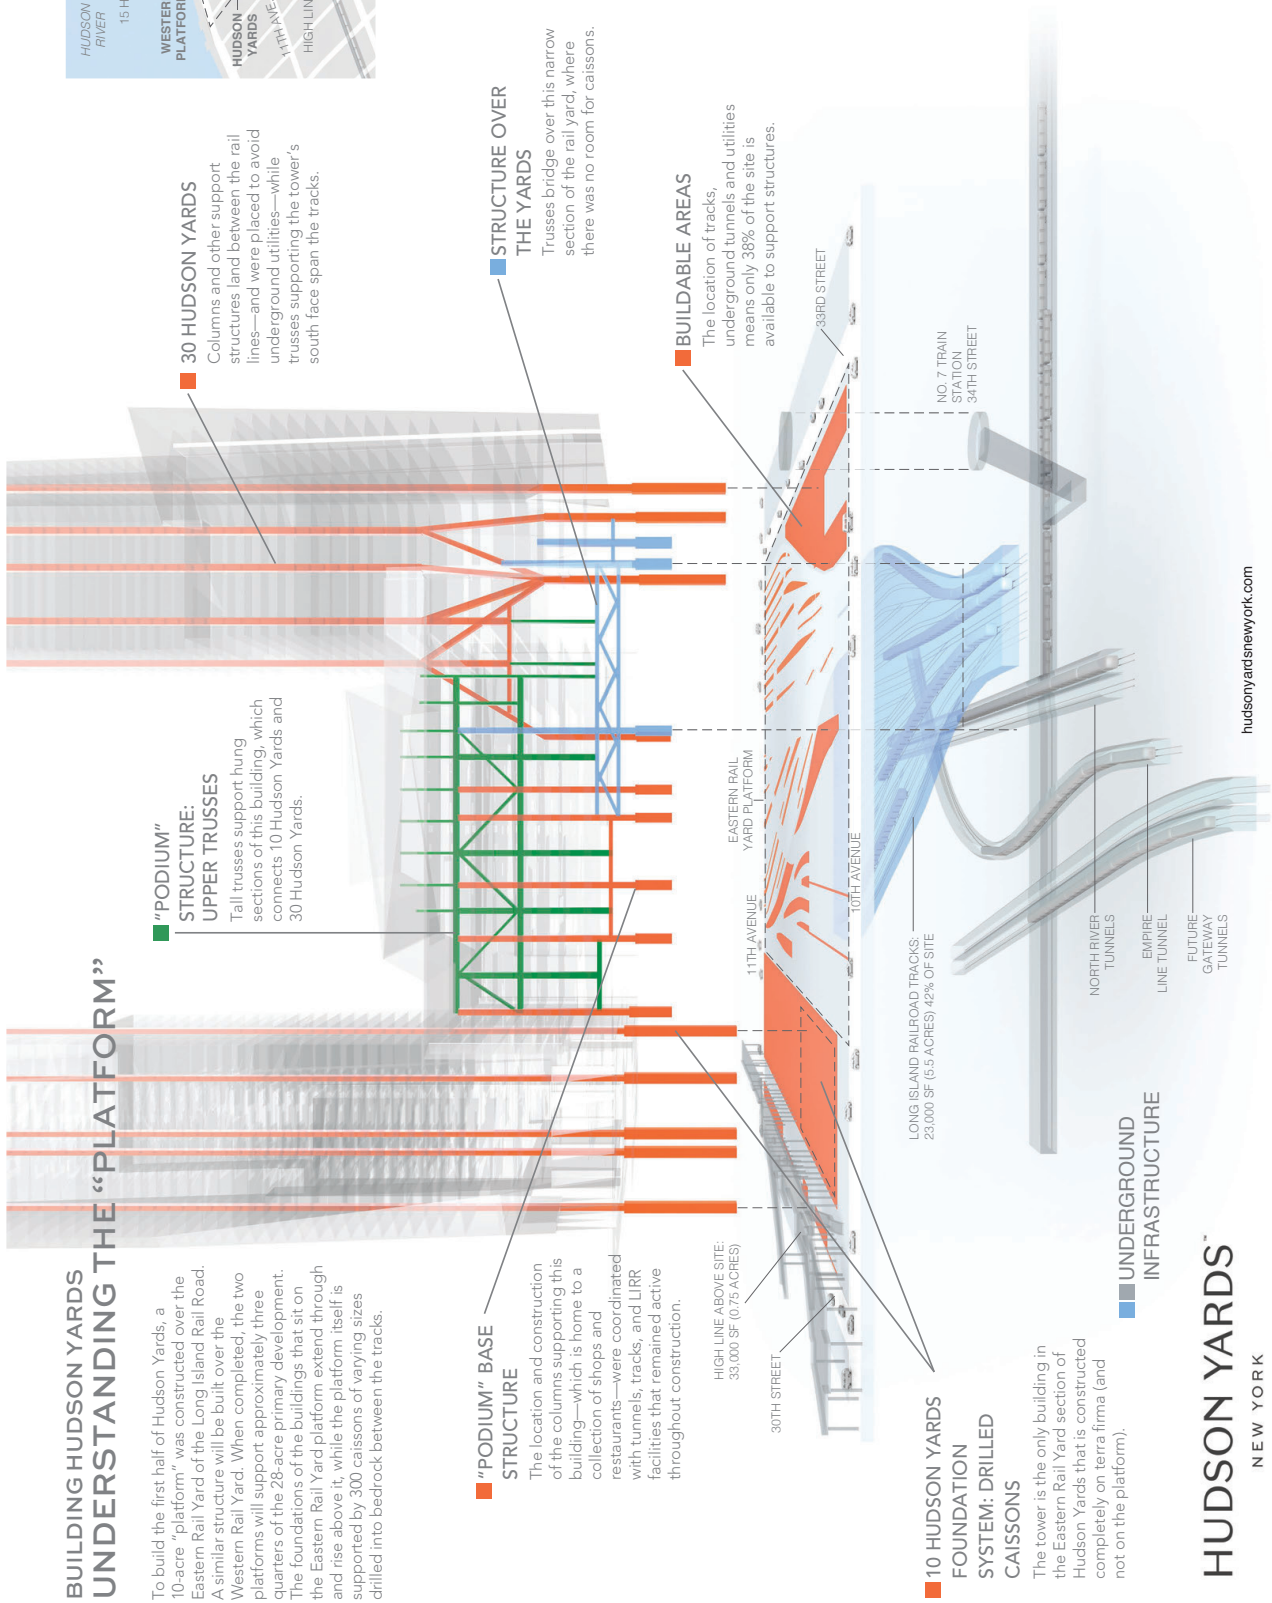 BUILDING HUDSON YARDS
UNDERSTANDING THE “PLATFORM”
To build the first half of Hudson Yards, a
10-acre “platform” was constructed over the
Eastern Rail Yard of the Long Island Rail Road.
A similar structure will be built over the
Western Rail Yard. When completed, the two
platforms will support approximately three
quarters of the 28-acre primary development.
The foundations of the buildings that sit on
the Eastern Rail Yard platform extend through
and rise above it, while the platform itself is
supported by 300 caissons of varying sizes
drilled into bedrock between the tracks.
“PODIUM”
STRUCTURE:
UPPER TRUSSES
Tall trusses support hung
sections of this building, which
connects 10 Hudson Yards and
30 Hudson Yards.
30 HUDSON YARDS
Columns and other support
structures land between the rail
lines—and were placed to avoid
underground utilities—while
trusses supporting the tower’s
south face span the tracks.
HUDSON
RIVER
15 H
WESTER
PLATFOR
HUDSON
YARDS
11TH AVE
HIGH LIN
STRUCTURE OVER
THE YARDS
Trusses bridge over this narrow
section of the rail yard, where
there was no room for caissons.
“PODIUM” BASE
STRUCTURE
The location and construction
of the columns supporting this
building—which is home to a
collection of shops and
restaurants—were coordinated
with tunnels, tracks, and LIRR
facilities that remained active
throughout construction.
BUILDABLE AREAS
The location of tracks,
underground tunnels and utilities
means only 38% of the site is
available to support structures.
HIGH LINE ABOVE SITE:
33,000 SF (0.75 ACRES)
30TH STREET
11TH AVENUE
EASTERN RAIL
YARD PLATFORM
10TH AVENUE
33RD STREET
NO. 7 TRAIN
STATION
34TH STREET
LONG ISLAND RAILROAD TRACKS:
23,000 SF (5.5 ACRES) 42% OF SITE
10 HUDSON YARDS
FOUNDATION
SYSTEM: DRILLED
CAISSONS
The tower is the only building in
the Eastern Rail Yard section of
Hudson Yards that is constructed
completely on terra firma (and
not on the platform).
UNDERGROUND
INFRASTRUCTURE
NORTH RIVER
TUNNELS
EMPIRE
LINE TUNNEL
FUTURE
GATEWAY
TUNNELS
HUDSON YARDS™
NEW YORK
hudsonyardsnewyork.com